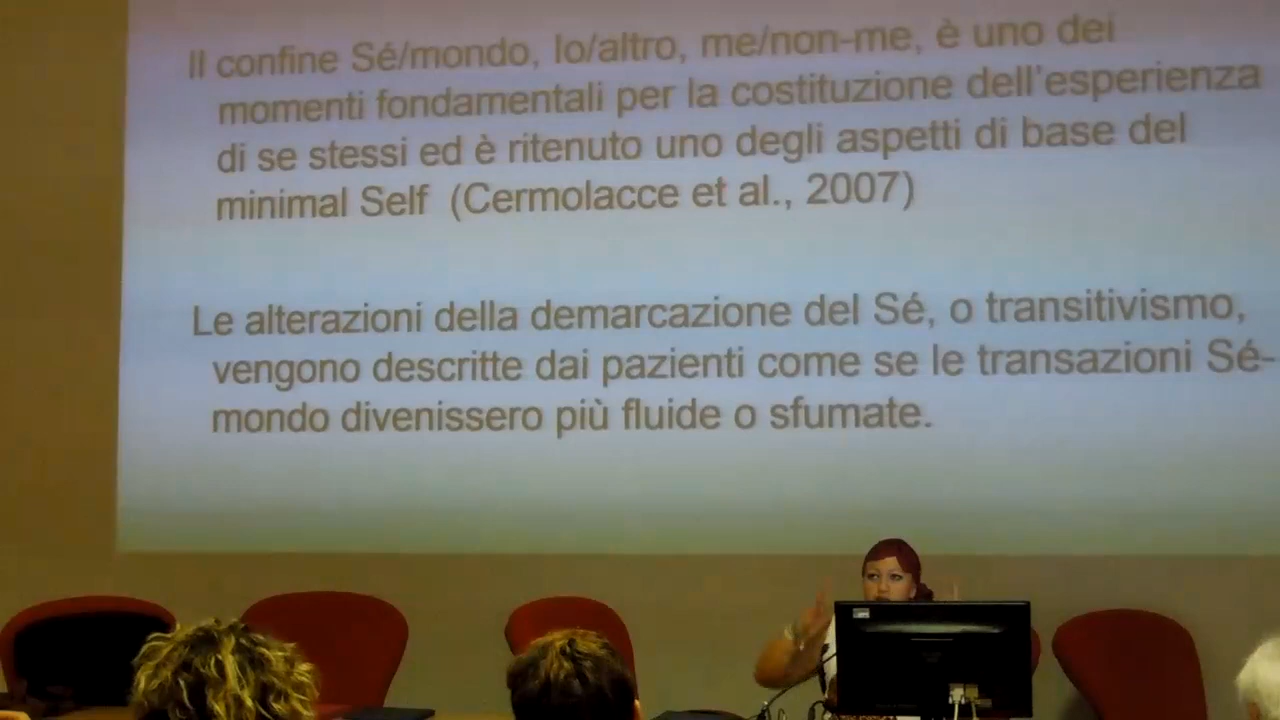 Il confine Sé/mondo, Io/altro, me/non-me, è uno dei
momenti fondamentali per la costituzione dell'esperienza
di se stessi ed è ritenuto uno degli aspetti di base del
minimal Self (Cermolacce et al., 2007)
Le alterazioni della demarcazione del Sé, o transitivismo,
vengono descritte dai pazienti come se le transazioni Sé-
mondo divenissero più fluide o sfumate.